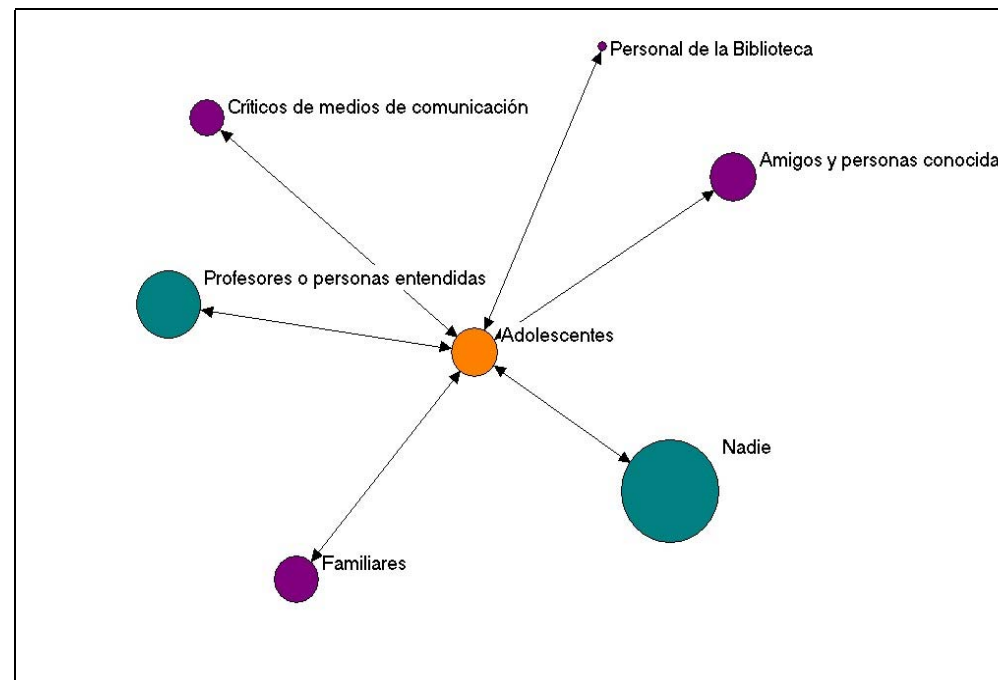 Personal de la Biblioteca
Críticos de medios de comunicación
Amigos y personas conocida
Profesores o personas entendidas
Adolescentes
Nadie
Familiares